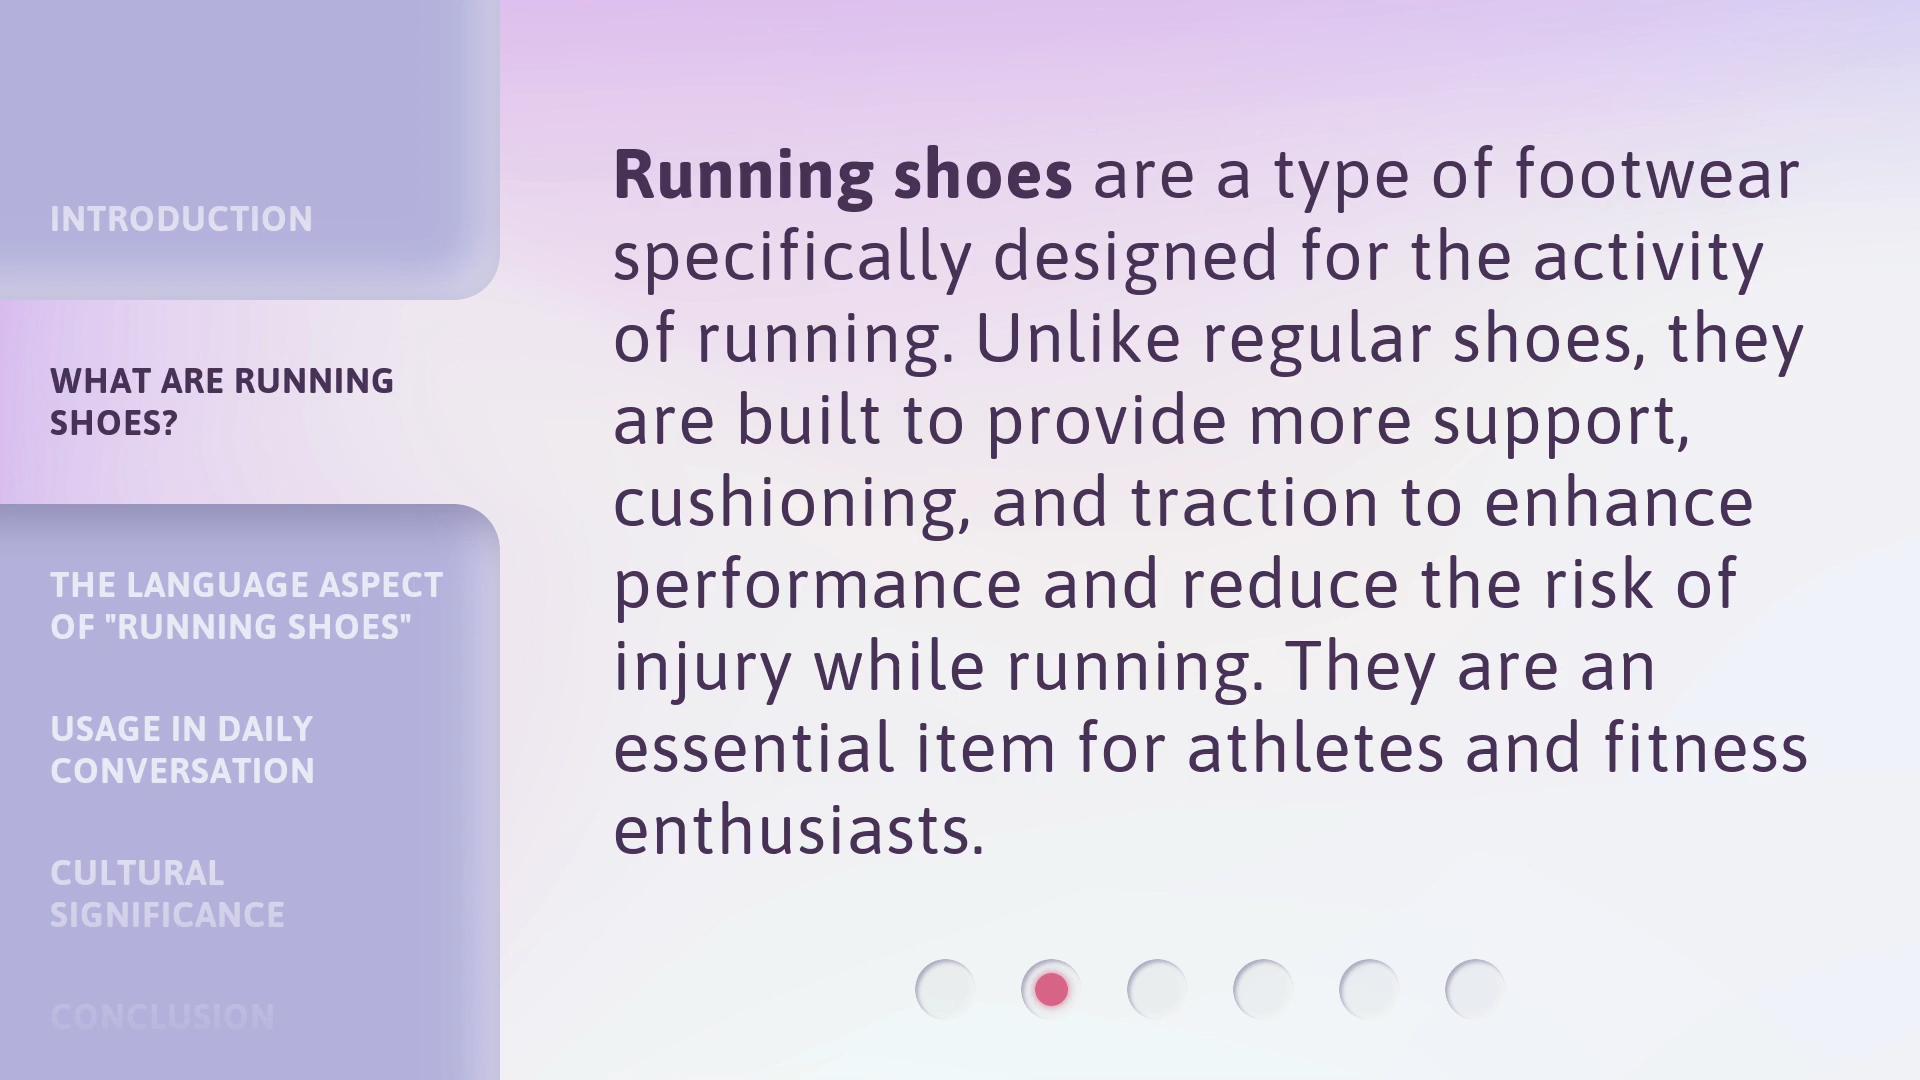 INTRODUCTION
WHAT ARE RUNNING
SHOES?
THE LANGUAGE ASPECT
OF "RUNNING SHOES"
USAGE IN DAILY
CONVERSATION
CULTURAL
SIGNIFICANCE
CONCLUSION
Running shoes are a type of footwear
specifically designed for the activity
of running. Unlike regular shoes, they
are built to provide more support,
cushioning, and traction to enhance
performance and reduce the risk of
injury while running. They are an
essential item for athletes and fitness
enthusiasts.